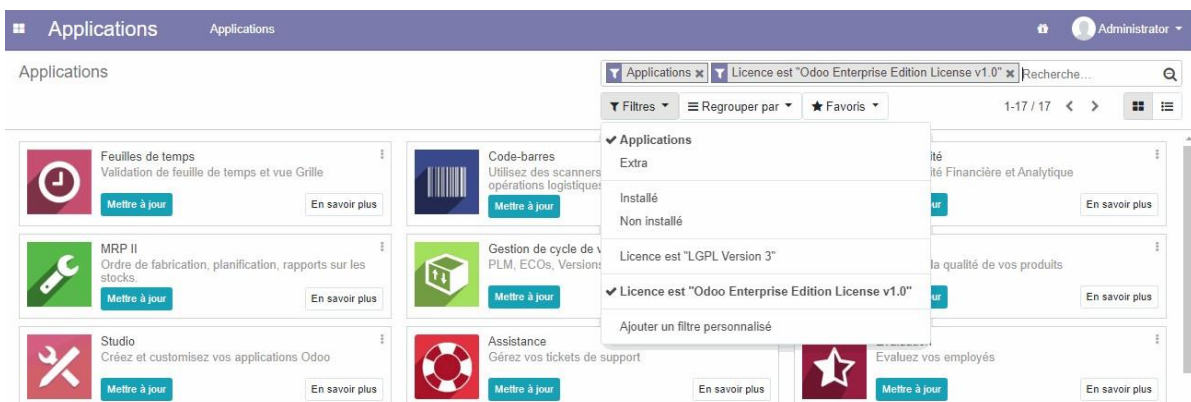 Applications
Applications
Administrator
Applications
Applications
Licence est "Odoo Enterprise Edition License v1.0"
Recherche...
Filtres
Regrouper par
Favoris
1-17 / 17
Applications
Extra
Installé
Non installé
Licence est "LGPL Version 3"
Licence est "Odoo Enterprise Edition License v1.0"
Ajouter un filtre personnalisé
Feuilles de temps
Validation de feuille de temps et vue Grille
Mettre à jour
En savoir plus
Code-barres
Utilisez des scanners
opérations logistiques
Mettre à jour
ité
ité Financière et Analytique
ur
En savoir plus
MRP II
Ordre de fabrication, planification, rapports sur les
stocks.
Mettre à jour
En savoir plus
Gestion de cycle de v
PLM, ECOs, Versions
Mettre à jour
la qualité de vos produits
ur
En savoir plus
Studio
Créez et customisez vos applications Odoo
Mettre à jour
En savoir plus
Assistance
Gérez vos tickets de support
Mettre à jour
En savoir plus
Evaluez vos employés
Mettre à jour
En savoir plus